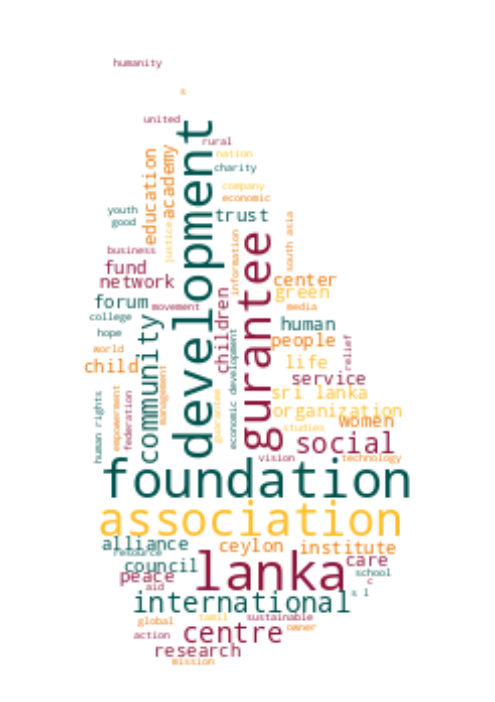 humanity
s
united
rural
development
education
academy
nation
charity
company
economic
youth
good
trust
justice
south asia
business
information
gurantee
fund
network
center
green
children
forum
movement
media
college
community
human
hope
people
economic development
relief
world
child
life
management
service
human rights
empowerment
federation
guarantee
sri lanka
organization
women
studies
social
vision
technology
foundation
association
alliance
resource
ceylon
institute
council
lanka
care
peace
school
aid
c
s l
international
global
tamil
sustainable
action
centre
owner
research
mission